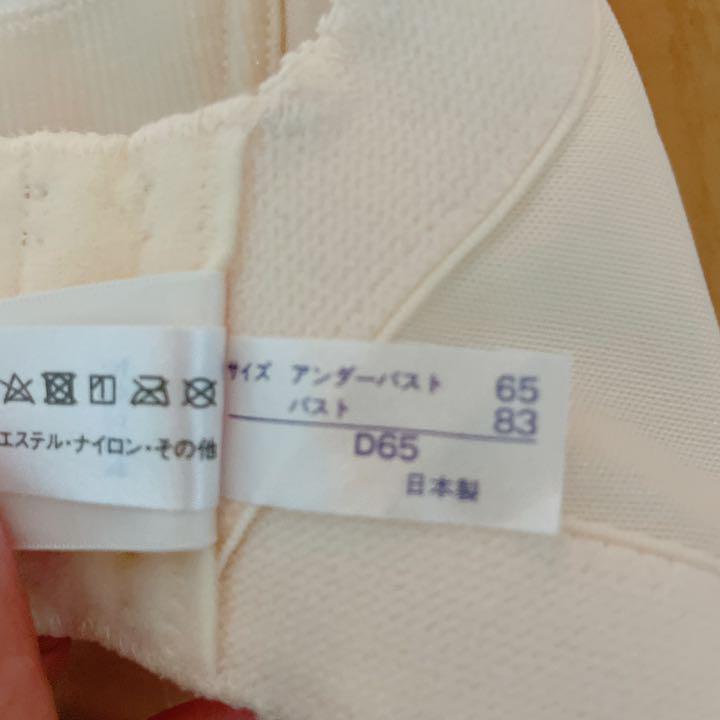 サイズ アンダーバスト 65
バスト 83
D65
日本製
エステル・ナイロン・その他